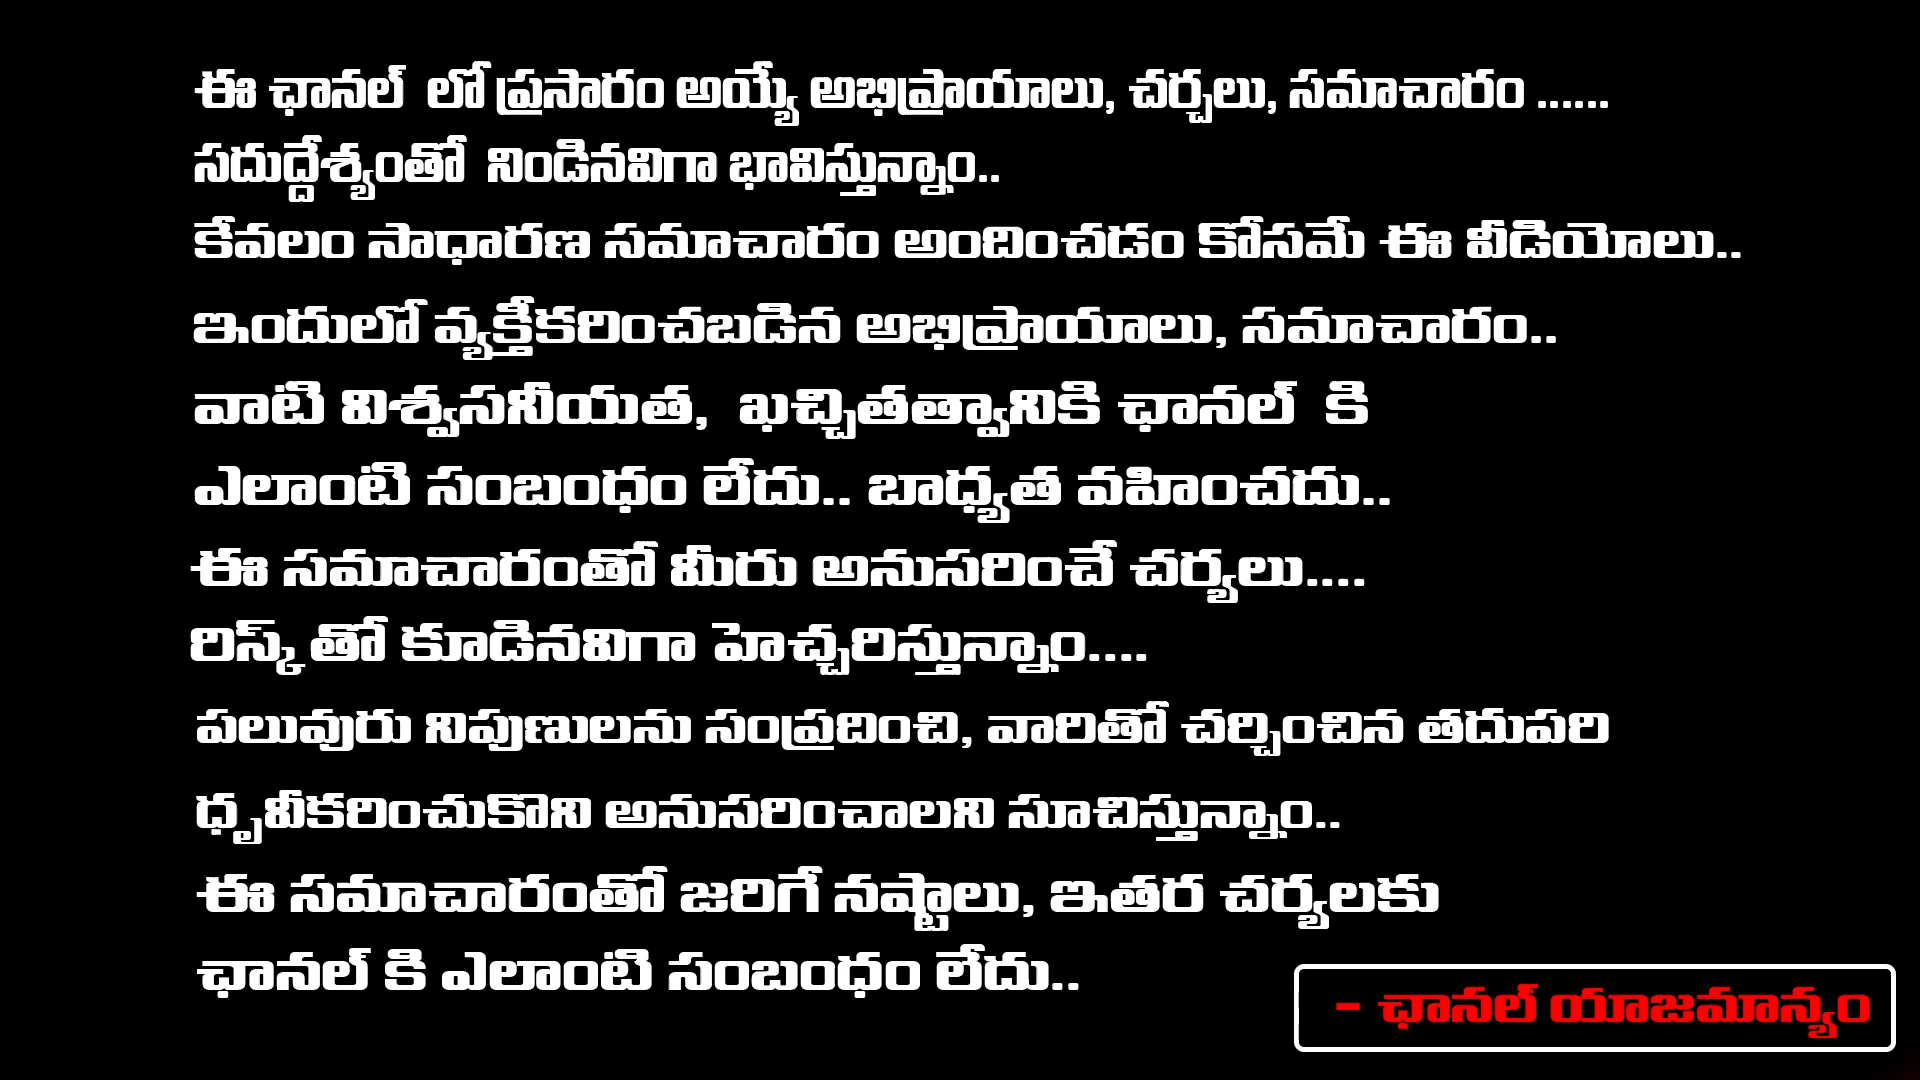 ఈ ఛానల్ లో ప్రసారం అయ్యే అభిప్రాయాలు, చర్చలు, సమాచారం ......
సదుద్దేశ్యంతో నిండినవిగా భావిస్తున్నాం..
కేవలం సాధారణ సమాచారం అందించడం కోసమే ఈ వీడియోలు..
ఇందులో వ్యక్తీకరించబడిన అభిప్రాయాలు, సమాచారం..
వాటి విశ్వసనీయత, ఖచ్చితత్వానికి ఛానల్ కి
ఎలాంటి సంబంధం లేదు.. బాధ్యత వహించదు..
ఈ సమాచారంతో మీరు అనుసరించే చర్యలు....
రిస్క్ తో కూడినవిగా హెచ్చరిస్తున్నాం....
పలువురు నిపుణులను సంప్రదించి, వారితో చర్చించిన తదుపరి
ధృవీకరించుకొని అనుసరించాలని సూచిస్తున్నాం..
ఈ సమాచారంతో జరిగే నష్టాలు, ఇతర చర్యలకు
ఛానల్ కి ఎలాంటి సంబంధం లేదు..
- ఛానల్ యాజమాన్యం